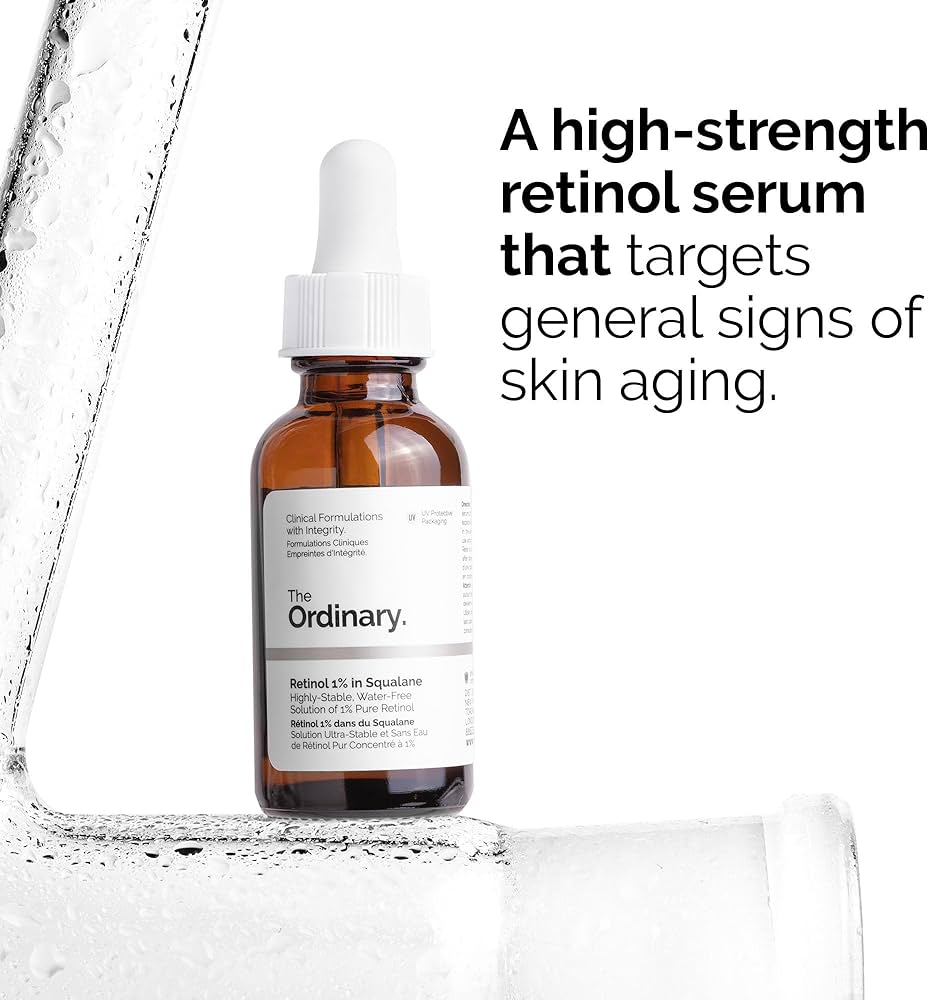 A high-strength
retinol serum
that targets
general signs of
skin aging.
Clinical Formulations
with Integrity.
Formulations Cliniques
Empreintes d'Intégrité.
UV
UV Protective
Packaging
The
Ordinary.
Retinol 1% in Squalane
Highly-Stable, Water-Free
Solution of 1% Pure Retinol
Rétinol 1% dans du Squalane
Solution Ultra-Stable et Sans Eau
de Rétinol Pur Concentré à 1%